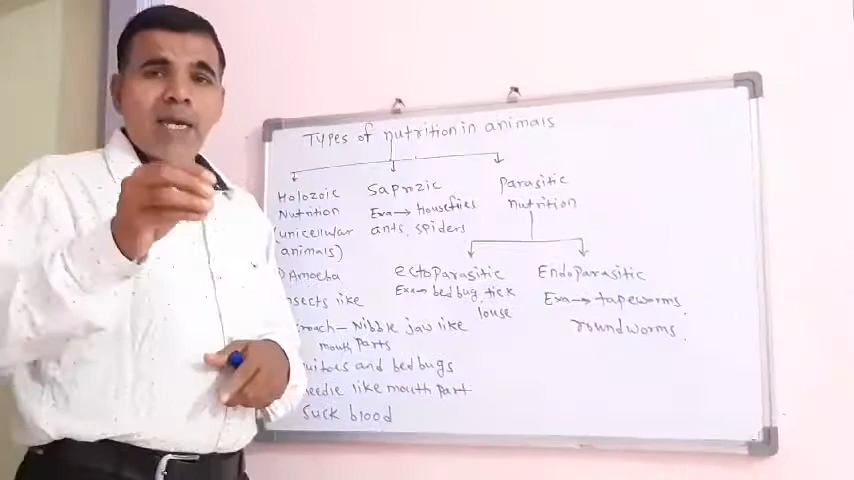 Types of nutrition in animals
Holozoic
Nutrition
(unicellular
animals)
Amoeba
nsects like
roach - Nibble jaw like
mouth parts
uitoes and bedbugs
eedle like mouth part
Suck blood
Saprozic
Exa→ houseflies
ants, spiders
Parasitic
nutrition
ectoparasitic
Exa→ bed bug, tick
louse
Endoparasitic
Exa→ tapeworms
roundworms